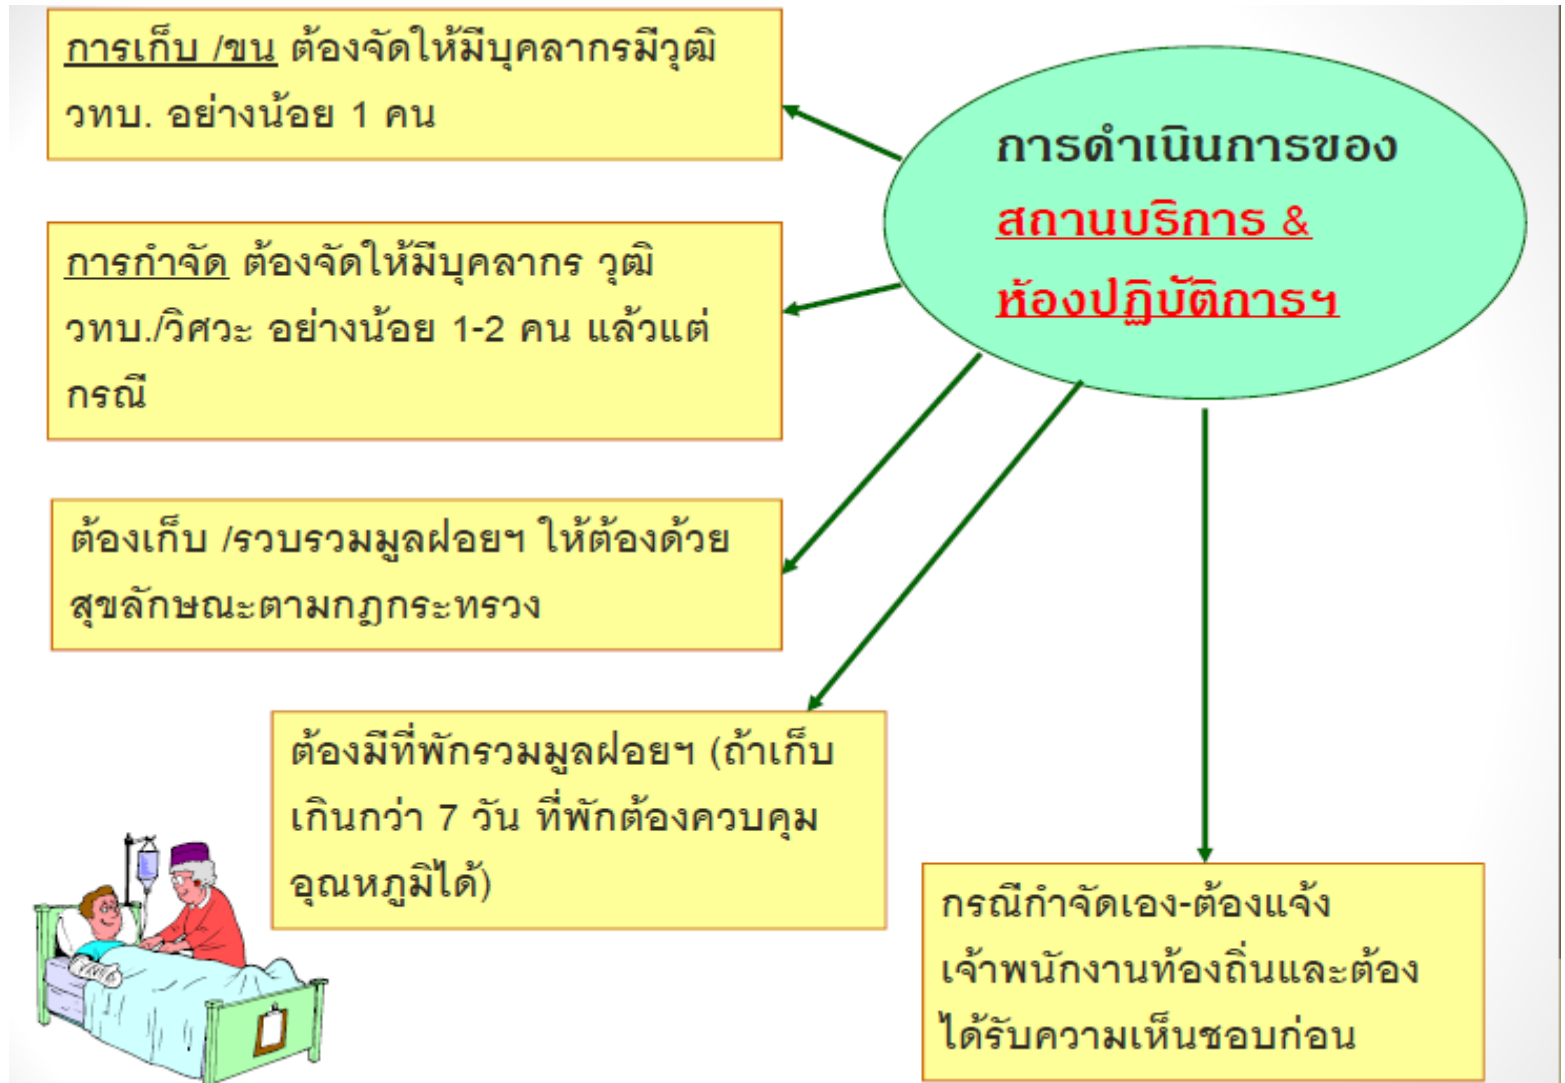 การดำเนินการของ
สถานบริการ &
ห้องปฏิบัติการฯ
การเก็บ /ขน ต้องจัดให้มีบุคลากรมีวุฒิ
วทบ. อย่างน้อย 1 คน
การกำจัด ต้องจัดให้มีบุคลากร วุฒิ
วทบ./วิศวะ อย่างน้อย 1-2 คน แล้วแต่
กรณี
ต้องเก็บ /รวบรวมมูลฝอยฯ ให้ต้องด้วย
สุขลักษณะตามกฎกระทรวง
ต้องมีที่พักรวมมูลฝอยฯ (ถ้าเก็บ
เกินกว่า 7 วัน ที่พักต้องควบคุม
อุณหภูมิได้)
กรณีกำจัดเอง-ต้องแจ้ง
เจ้าพนักงานท้องถิ่นและต้อง
ได้รับความเห็นชอบก่อน